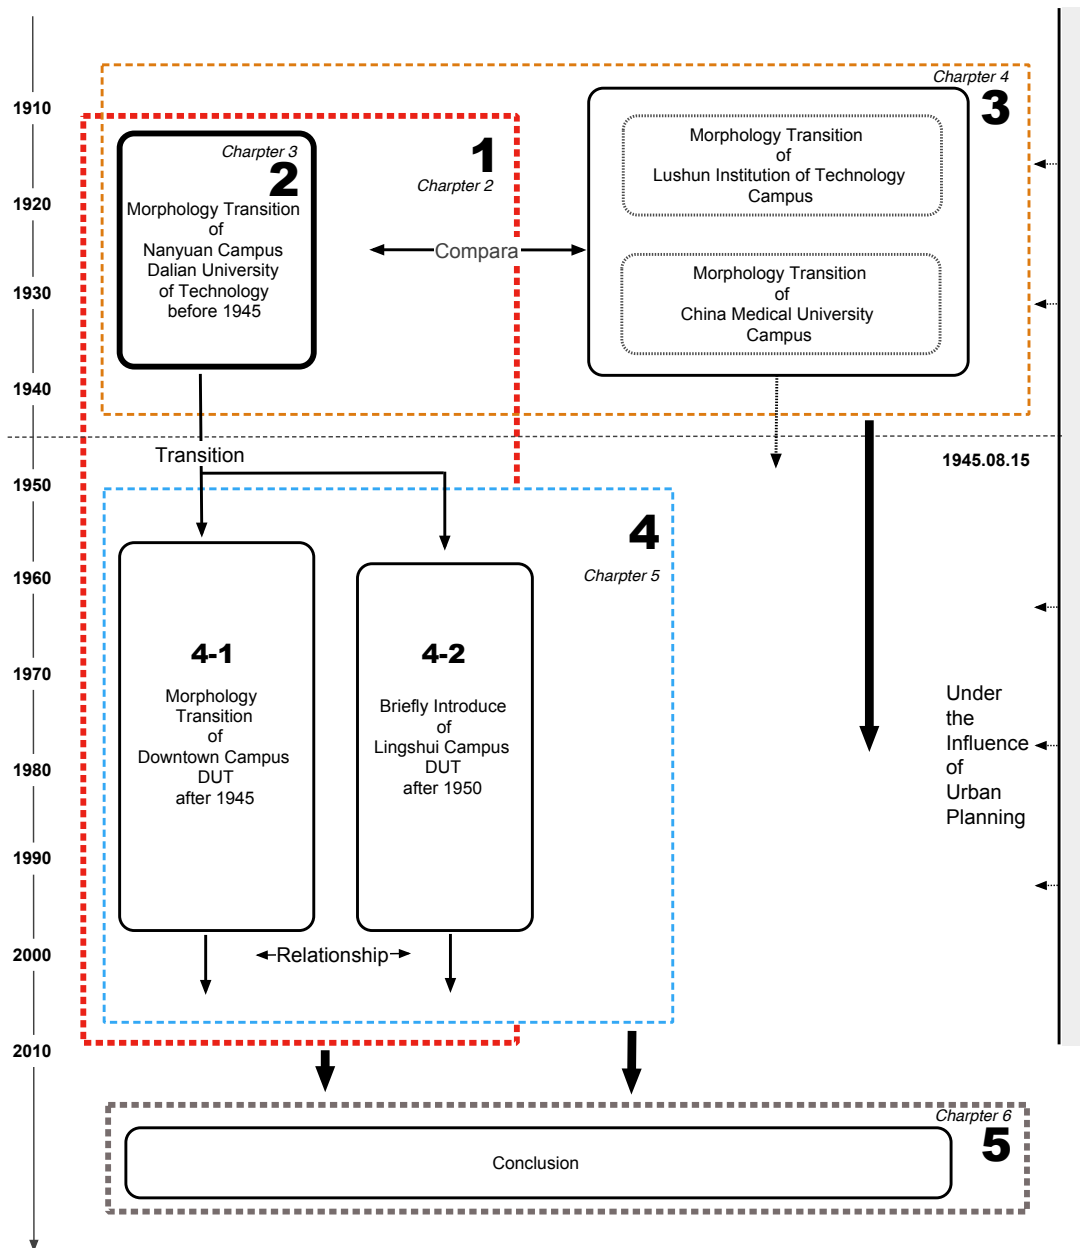 1910
1920
1930
1940
1950
1960
1970
1980
1990
2000
2010
Charpter 4
3
Charpter 3
2
Morphology Transition
of
Nanyuan Campus
Dalian University
of Technology
before 1945
1
Charpter 2
Compara
Morphology Transition
of
Lushun Institution of Technology
Campus
Morphology Transition
of
China Medical University
Campus
1945.08.15
Transition
4
Charpter 5
4-1
Morphology
Transition
of
Downtown Campus
DUT
after 1945
4-2
Briefly Introduce
of
Lingshui Campus
DUT
after 1950
Relationship
Under
the
Influence
of
Urban
Planning
Charpter 6
5
Conclusion